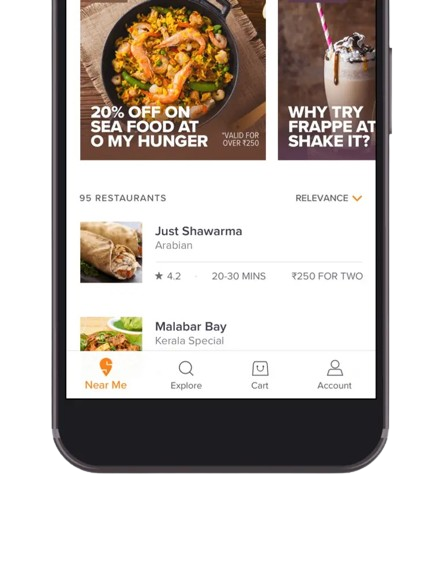 20% OFF ON
SEA FOOD AT
O MY HUNGER
*VALID FOR
OVER ₹250
WHY TRY
FRAPPE AT
SHAKE IT?
95 RESTAURANTS
RELEVANCE
Just Shawarma
Arabian
★ 4.2 · 20-30 MINS · ₹250 FOR TWO
Malabar Bay
Kerala Special
Near Me
Explore
Cart
Account